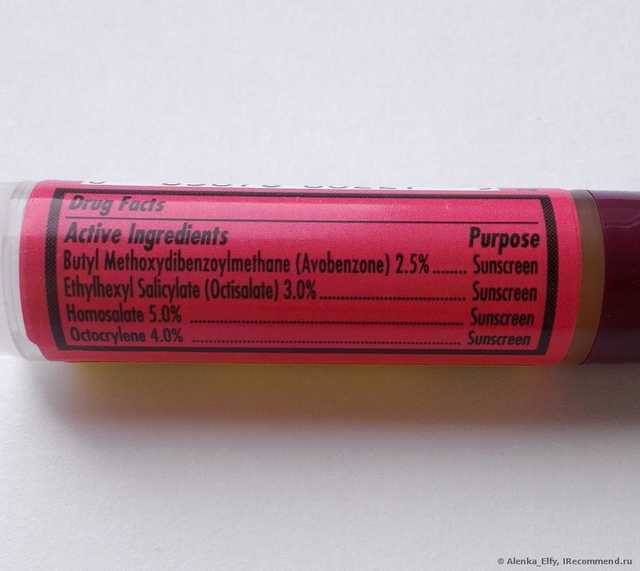 Drug Facts
Active Ingredients Purpose
Butyl Methoxydibenzoylmethane (Avobenzone) 2.5%........ Sunscreen
Ethylhexyl Salicylate (Octisalate) 3.0%................................ Sunscreen
Homosalate 5.0% ............................................................ Sunscreen
Octocrylene 4.0% ............................................................ Sunscreen
© Alenka_Elfy, IRecommend.ru